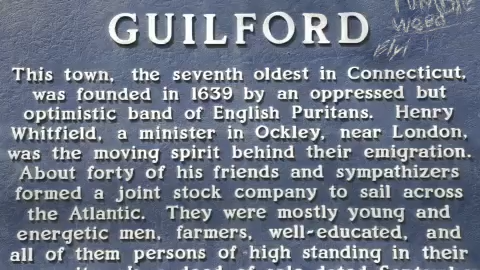 GUILFORD
WEED
Elvi
This town, the seventh oldest in Connecticut,
was founded in 1639 by an oppressed but
optimistic band of English Puritans. Henry
Whitfield, a minister in Ockley, near London,
was the moving spirit behind their emigration.
About forty of his friends and sympathizers
formed a joint stock company to sail across
the Atlantic. They were mostly young and
energetic men, farmers, well-educated, and
all of them persons of high standing in their